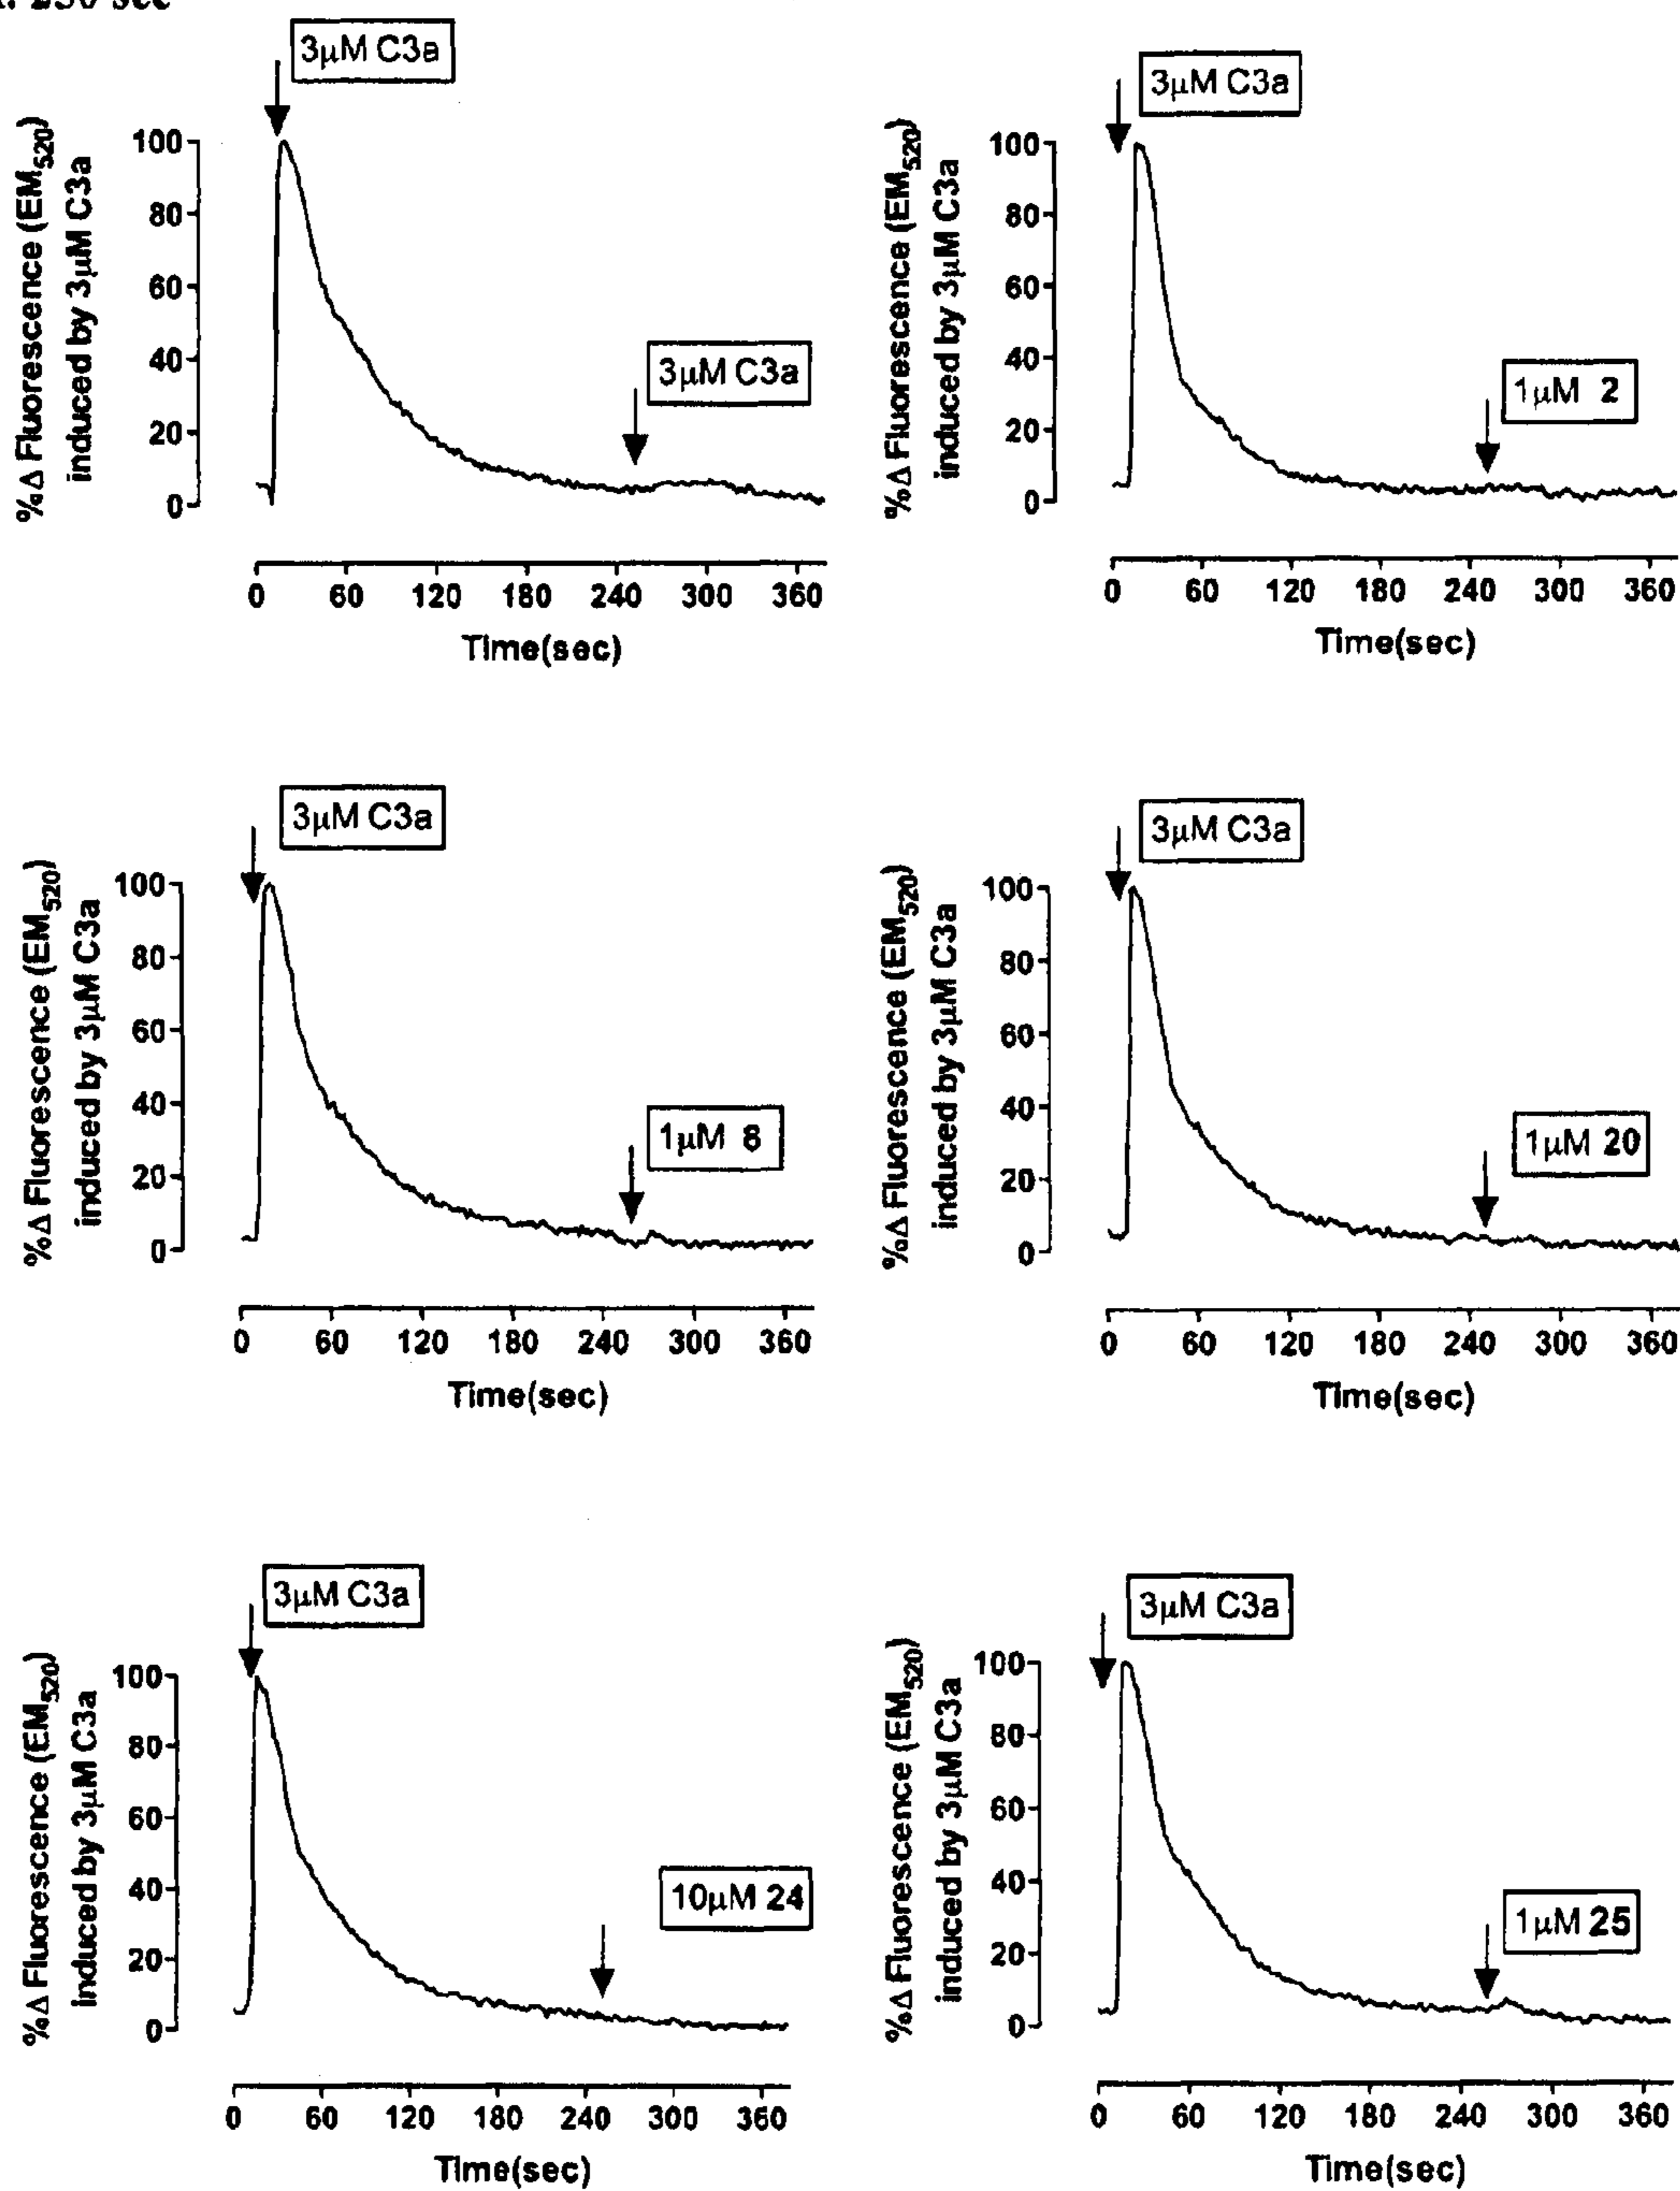 250 sec
3µM C3a
%Δ Fluorescence (EM520)
induced by 3µM C3a
100
80
60
40
20
0
3µM C3a
0 60 120 180 240 300 360
Time(sec)
3µM C3a
%Δ Fluorescence (EM520)
induced by 3µM C3a
100
80
60
40
20
0
1µM 2
0 60 120 180 240 300 360
Time(sec)
3µM C3a
%Δ Fluorescence (EM520)
induced by 3µM C3a
100
80
60
40
20
0
1µM 8
0 60 120 180 240 300 360
Time(sec)
3µM C3a
%Δ Fluorescence (EM520)
induced by 3µM C3a
100
80
60
40
20
0
1µM 20
0 60 120 180 240 300 360
Time(sec)
3µM C3a
%Δ Fluorescence (EM520)
induced by 3µM C3a
100
80
60
40
20
0
10µM 24
0 60 120 180 240 300 360
Time(sec)
3µM C3a
%Δ Fluorescence (EM520)
induced by 3µM C3a
100
80
60
40
20
0
1µM 25
0 60 120 180 240 300 360
Time(sec)